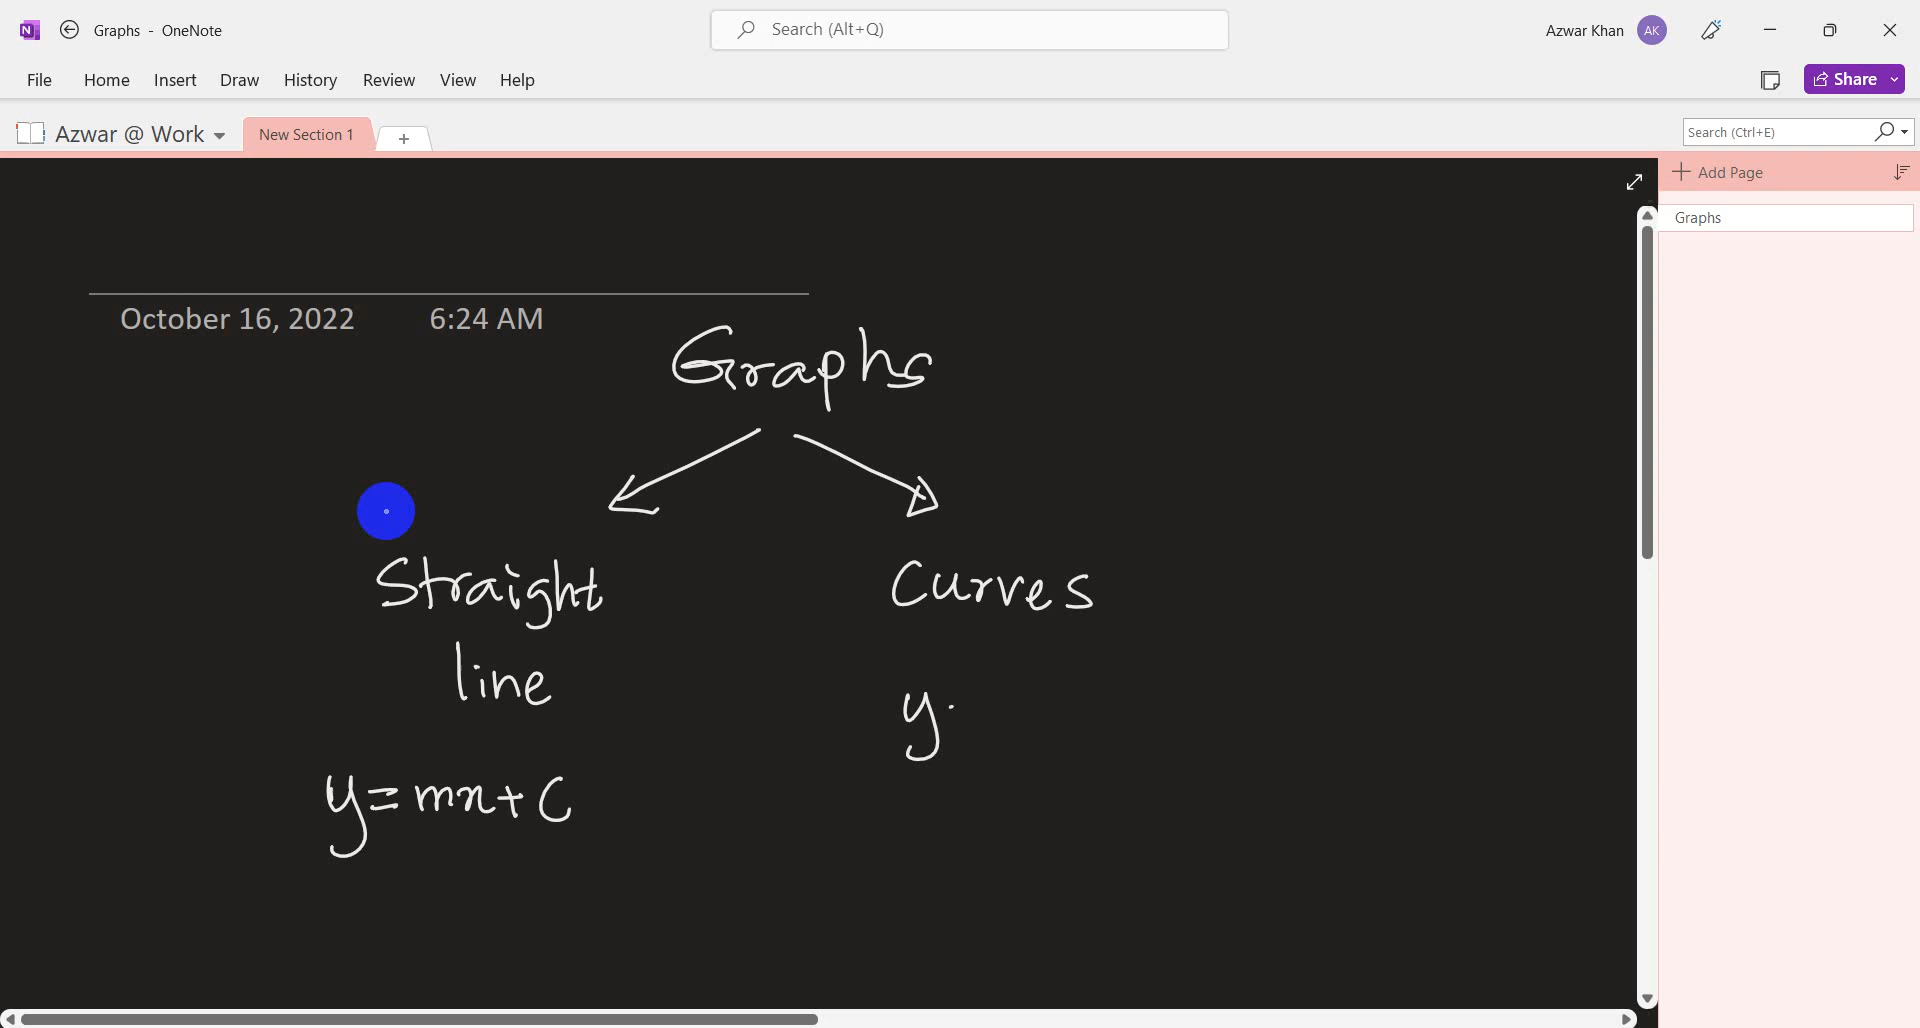 Graphs - OneNote
Search (Alt+Q)
Azwar Khan
AK
File Home Insert Draw History Review View Help
Share
Azwar @ Work
New Section 1
+
Search (Ctrl+E)
Add Page
Graphs
October 16, 2022 6:24 AM
Graphs
Straight line
Curves
y=mx+c
y